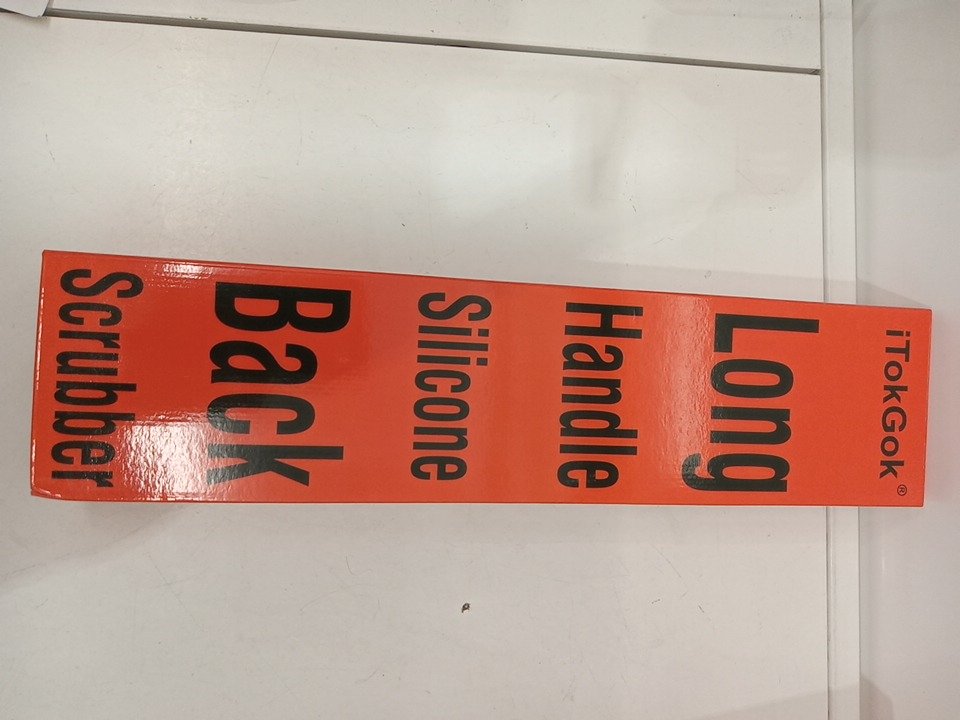 iTokGok®
Long
Handle
Silicone
Back
Scrubber